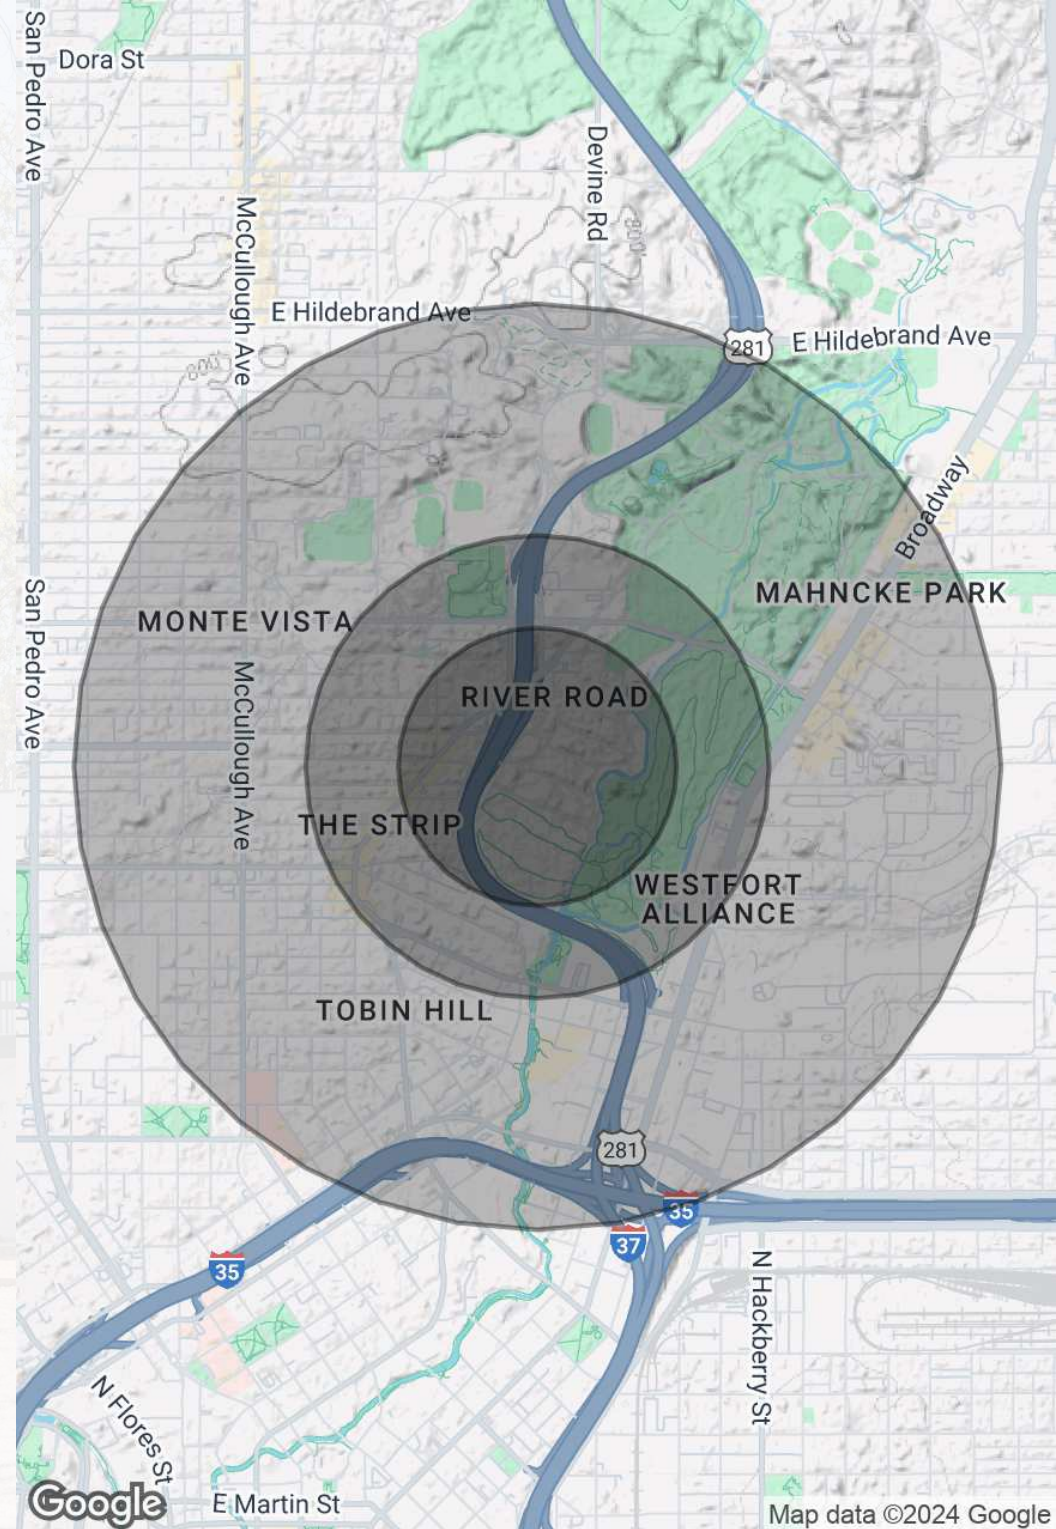 San Pedro Ave
Dora St
Devine Rd
McCullough Ave
800'
E Hildebrand Ave
281
E Hildebrand Ave
800'
Broadway
San Pedro Ave
MAHNCKE PARK
MONTE VISTA
McCullough Ave
RIVER ROAD
THE STRIP
WESTFORT
ALLIANCE
TOBIN HILL
281
35
37
35
N Hackberry St
N Flores St
Google
E Martin St
Map data ©2024 Google